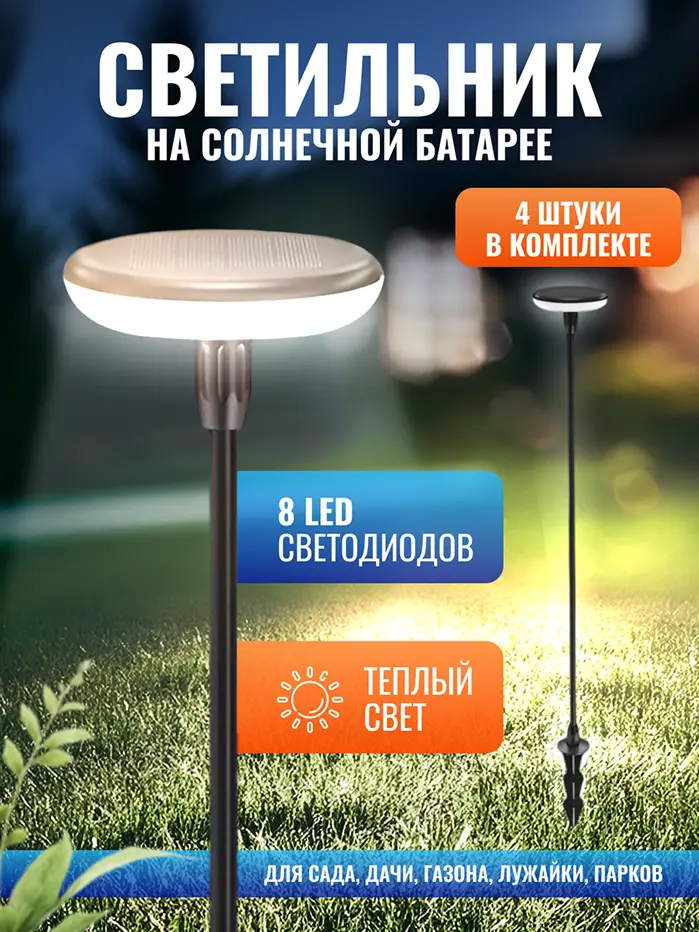 СВЕТИЛЬНИК
НА СОЛНЕЧНОЙ БАТАРЕЕ
4 ШТУКИ
В КОМПЛЕКТЕ
8 LED
СВЕТОДИОДОВ
ТЕПЛЫЙ
СВЕТ
ДЛЯ САДА, ДАЧИ, ГАЗОНА, ЛУЖАЙКИ, ПАРКОВ